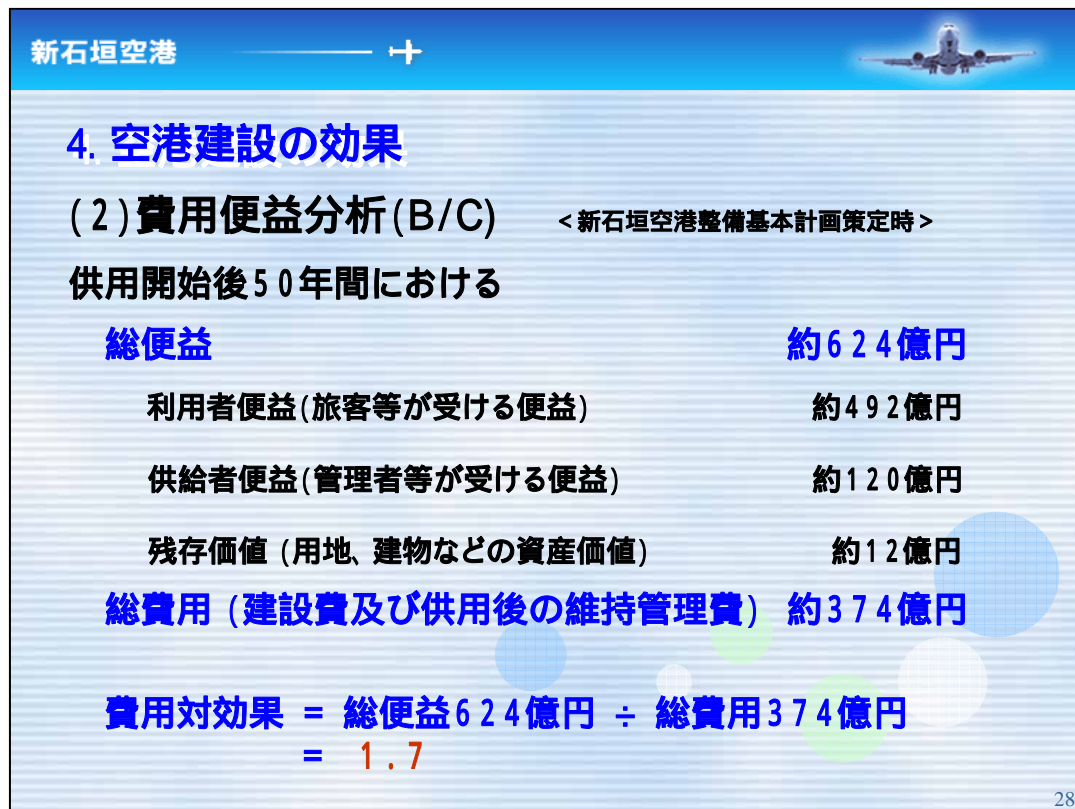 新石垣空港
4. 空港建設の効果
(2)費用便益分析(B/C) <新石垣空港整備基本計画策定時>
供用開始後50年間における
総便益 約624億円
利用者便益(旅客等が受ける便益) 約492億円
供給者便益(管理者等が受ける便益) 約120億円
残存価値 (用地、建物などの資産価値) 約12億円
総費用 (建設費及び供用後の維持管理費) 約374億円
費用対効果 = 総便益624億円 ÷ 総費用374億円
= 1.7
28